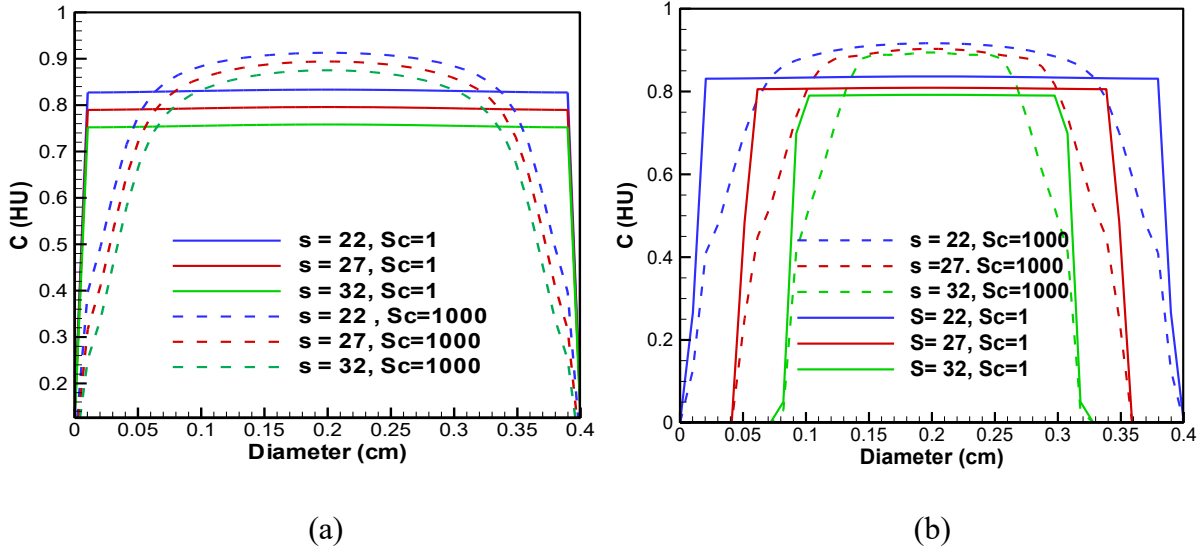 1
0.9
0.8
0.7
0.6
0.5
0.4
0.3
0.2
C (HU)
s = 22, Sc=1
s = 27, Sc=1
s = 32, Sc=1
s = 22 , Sc=1000
s = 27, Sc=1000
s = 32, Sc=1000
0 0.05 0.1 0.15 0.2 0.25 0.3 0.35 0.4
Diameter (cm)
(a)
1
0.8
0.6
0.4
0.2
0
C (HU)
s = 22, Sc=1000
s =27. Sc=1000
s = 32, Sc=1000
S= 22, Sc=1
S= 27, Sc=1
S= 32, Sc=1
0 0.05 0.1 0.15 0.2 0.25 0.3 0.35 0.4
Diameter (cm)
(b)